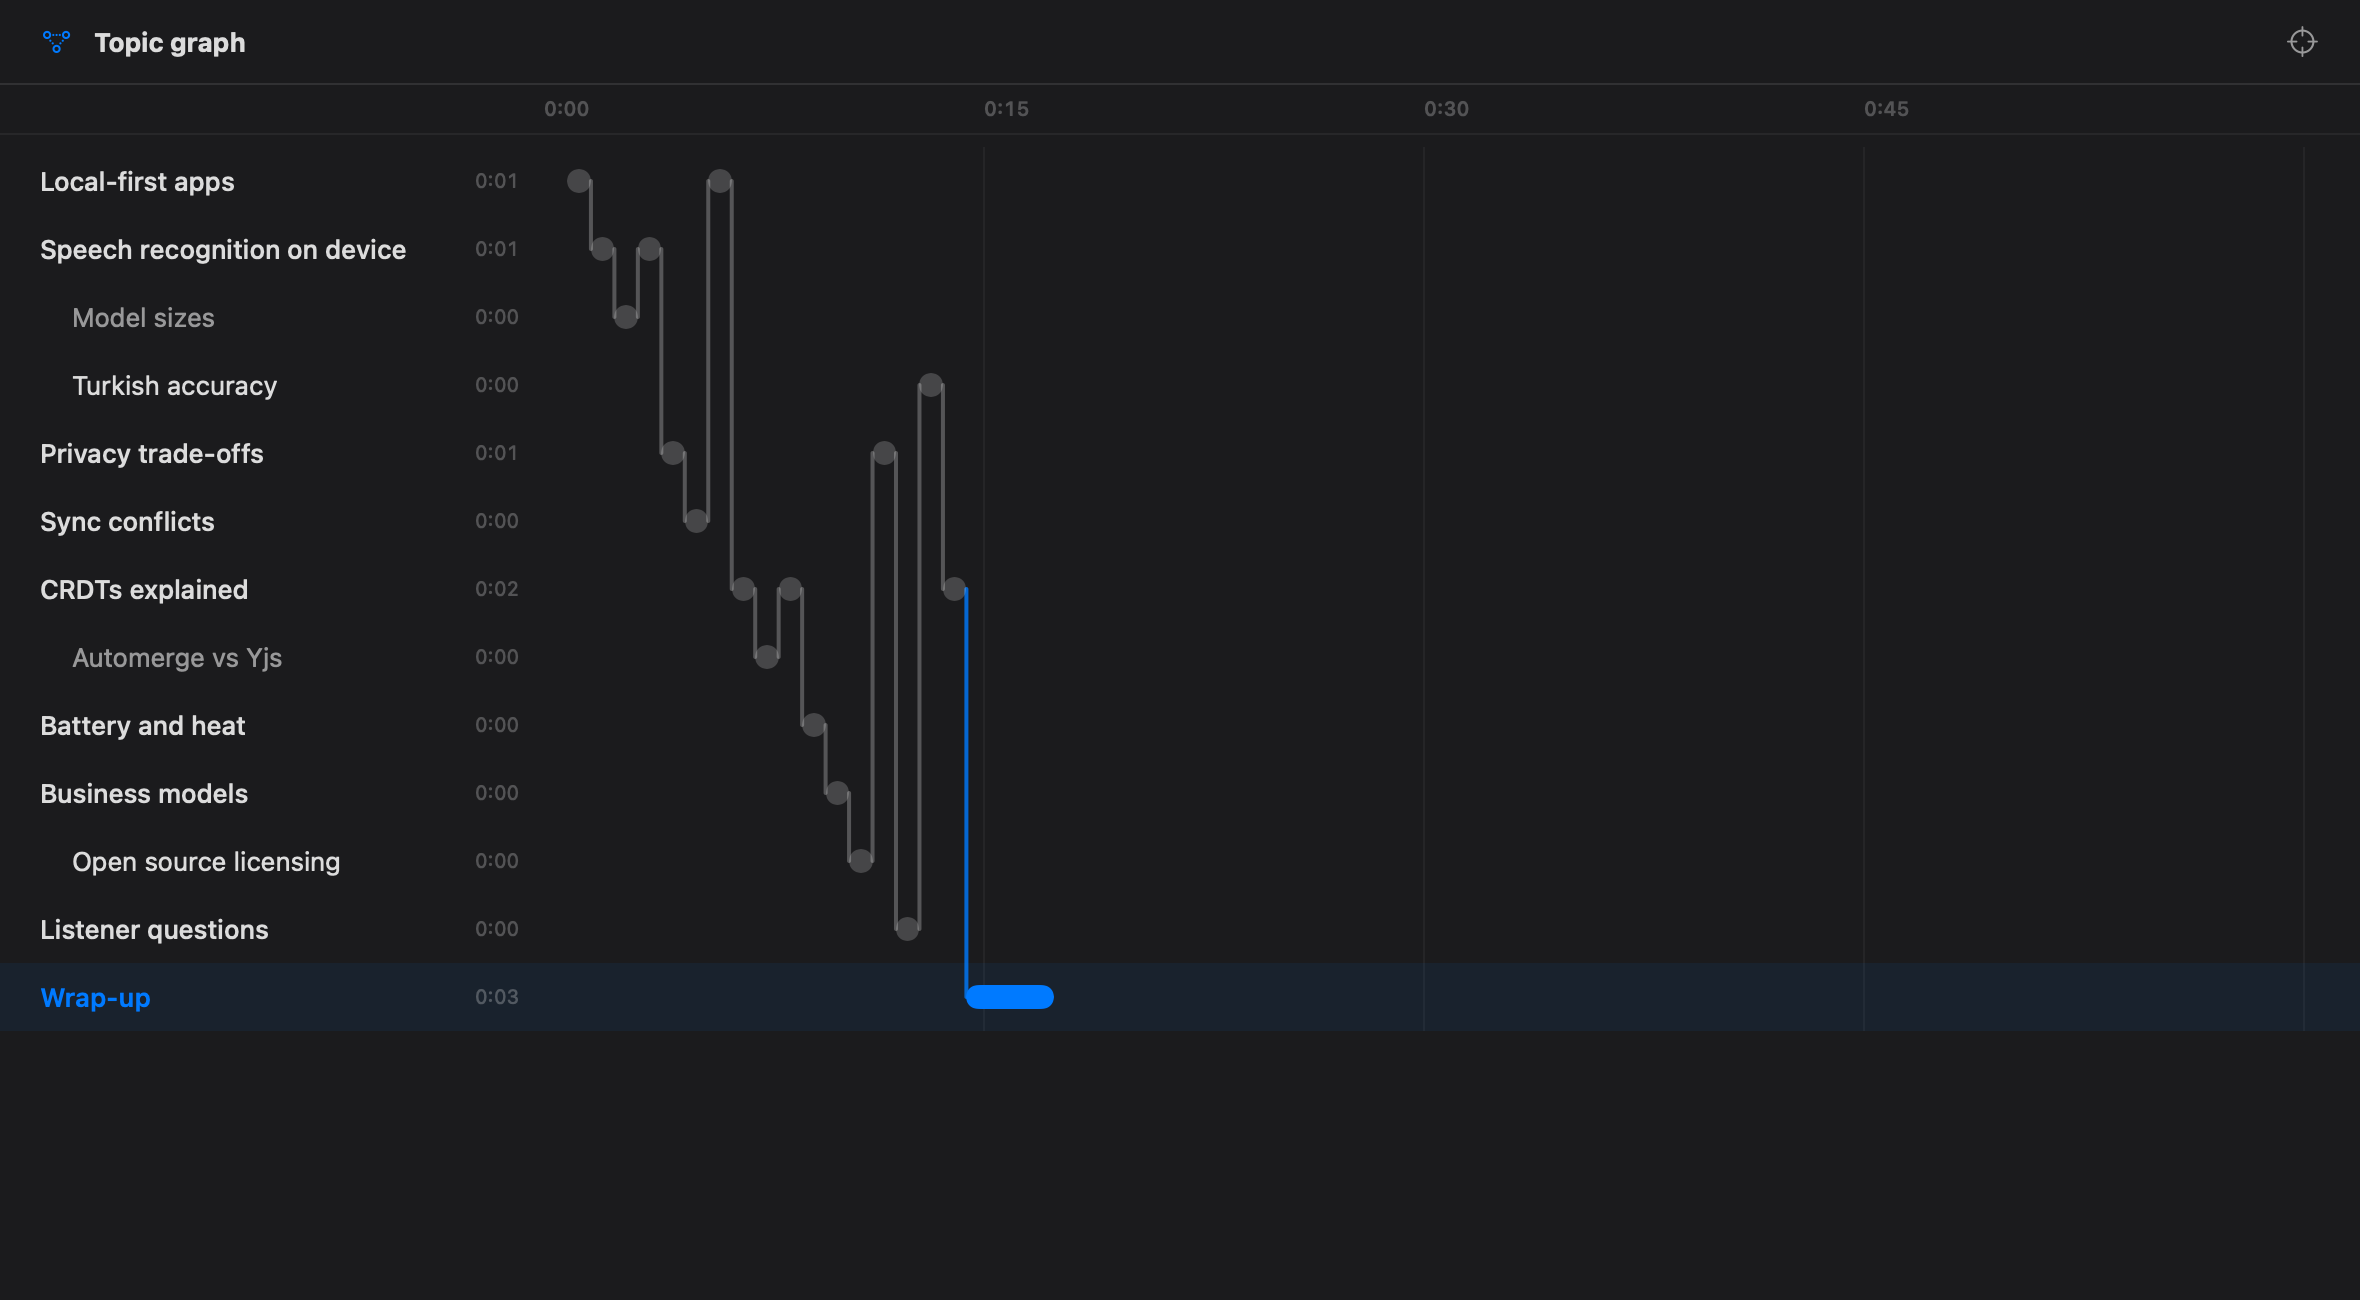 Topic graph
0:00 0:15 0:30 0:45
Local-first apps 0:01
Speech recognition on device 0:01
Model sizes 0:00
Turkish accuracy 0:00
Privacy trade-offs 0:01
Sync conflicts 0:00
CRDTs explained 0:02
Automerge vs Yjs 0:00
Battery and heat 0:00
Business models 0:00
Open source licensing 0:00
Listener questions 0:00
Wrap-up 0:03